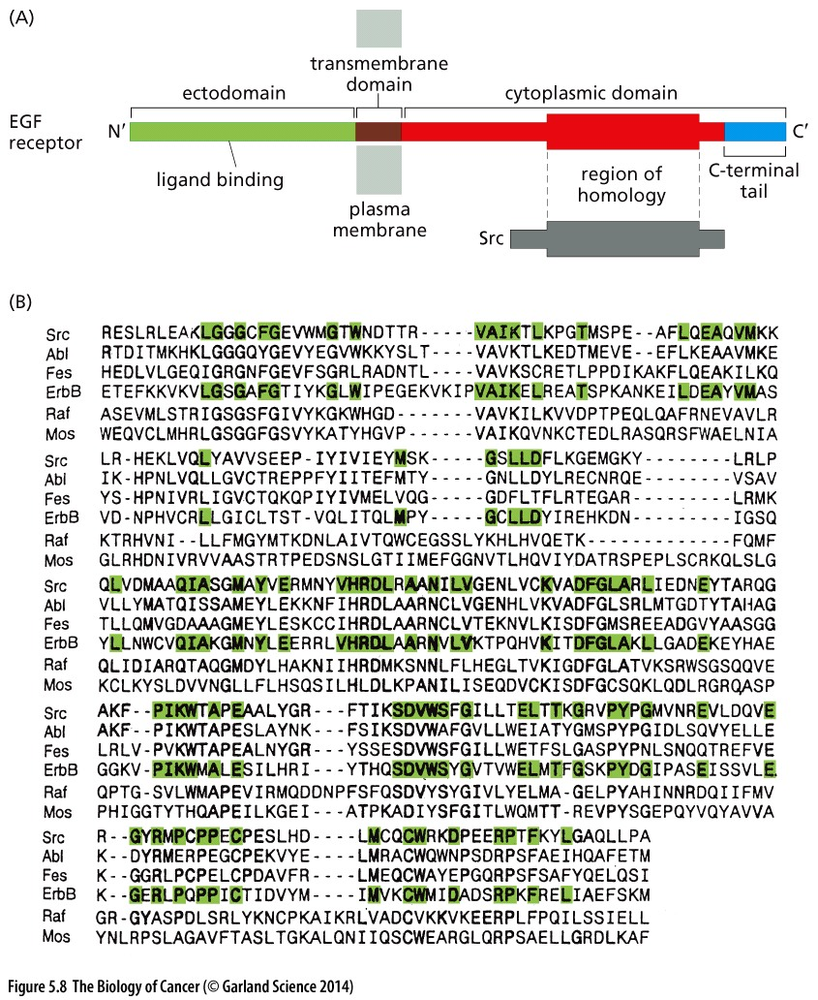 (A)
transmembrane
domain
ectodomain
cytoplasmic domain
EGF
receptor
N′
C′
ligand binding
region of
homology
C-terminal
tail
plasma
membrane
Src
(B)
Src RESLRLEAKLGGGCFGEVWMGTWNDTTR-----VAIKTLKPGTMSPE--AFLQEAQVMKK
Abl RTDITMKHKLGGGQYGEVYEGVWKKYSLT-----VAVKTLKEDTMEVE--EFLKEAAVMKE
Fes HEDLVLGEQIGRGNFGEVFSGRLRADNTL-----VAVKSCRETLPPDIKAKFLQEAKILKQ
ErbB ETEFKKVKVLGSGAFGTIYKGLWIPEGEKVKIPVAIKELREATSPKANKEILDEAYVMAS
Raf ASEVMLSTRIGSGSFGIVYKGKWHGD------VAVKILKVVDPTPEQLQAFRNEVAVLR
Mos WEQVCLMHRLGSGGFGSVYKATYHGVP-----VAIKQVNKCTEDLRASQRSFWAELNIA
Src LR-HEKLVQLYAVVSEEP-IYIVIEYMSK-----GSLLDFLKGEMGKY--------LRLP
Abl IK-HPNLVQLLGVCTREPPFYIITEFMTY-----GNLLDYLRECNRQE--------VSAV
Fes YS-HPNIVRLIGVCTQKQPIYIVMELVQG-----GDFLTFLRTEGAR---------LRMK
ErbB VD-NPHVCRLLGICLTST-VQLITQLMPY-----GCLLDYIREHKDN---------IGSQ
Raf KTRHVNI--LLFMGYMTKDNLAIVTQWCEGSSLYKHLHVQETK------------FQMF
Mos GLRHDNIVRVVAASTRTPEDSNSLGTIIMEFGGNVTLHQVIYDATRSPEPLSCRKQLSLG
Src QLVDMAAQIASGMAYVERMNYVHRDLRAANILVGENLVCKVADFGLARLIEDNEYTARQG
Abl VLLYMATQISSAMEYLEKKNFIHRDLAARNCLVGENHLVKVADFGLSRLMTGDTYTAHAG
Fes TLLQMVGDAAAGMEYLESKCCIHRDLAARNCLVTEKNVLKISDFGMSREEADGVYAASGG
ErbB YLLNWCVQIAKGMNYLEERRLVHRDLAARNVLVKTPQHVKITDFGLAKLLGADEKEYHAE
Raf QLIDIARQTAQGMDYLHAKNIIHRDMKSNNLFLHEGLTVKIGDFGLATVKSRWSGSQQVE
Mos KCLKYSLDVVNGLLFLHSQSILHLDLKPANILISEQDVCKISDFGCSQKLQDLRGRQASP
Src AKF--PIKWTAPEAALYGR---FTIKSDVWSFGILLTELTTKGRVPYPGMVNREVLDQVE
Abl AKF--PIKWTAPESLAYNK---FSIKSDVWAFGVLLWEIATYGMSPYPGIDLSQVYELLE
Fes LRLV-PVKWTAPEALNYGR---YSSESDVWSFGILLWETFSLGASPYPNLSNQQTREFVE
ErbB GGKV-PIKWMALESILHRI---YTHQSDVWSYGVTVWELMTFGSKPYDGIPASEISSVLE
Raf QPTG-SVLWMAPEVIRMQDDNPFSFQSDVYSYGIVLYELMA-GELPYAHINNRDQIIFMV
Mos PHIGGTYTHQAPEILKGEI---ATPKADIYSFGITLWQMTT-REVPYSGEPQYVQYAVVA
Src R--GYRMPCPPECPESLHD----LMCQCWRKDPEERPTFKYLGAQLLPA
Abl K--DYRMERPEGCPEKVYE----LMRACWQWNPSDRPSFAEIHQAFETM
Fes K--GGRLPCPELCPDAVFR----LMEQCWAYEPGQRPSFSAFYQELQSI
ErbB K--GERLPQPPICTIDVYM----IMVKCWMIDADSRPKFRELIAEFSKM
Raf GR-GYASPDLSRLYKNCPKAIKRLVADCVKKVKEERPLFPQILSSIELL
Mos YNLRPSLAGAVFTASLTGKALQNIIQSCWEARGLQRPSAELLGRDLKAF
Figure 5.8 The Biology of Cancer (© Garland Science 2014)